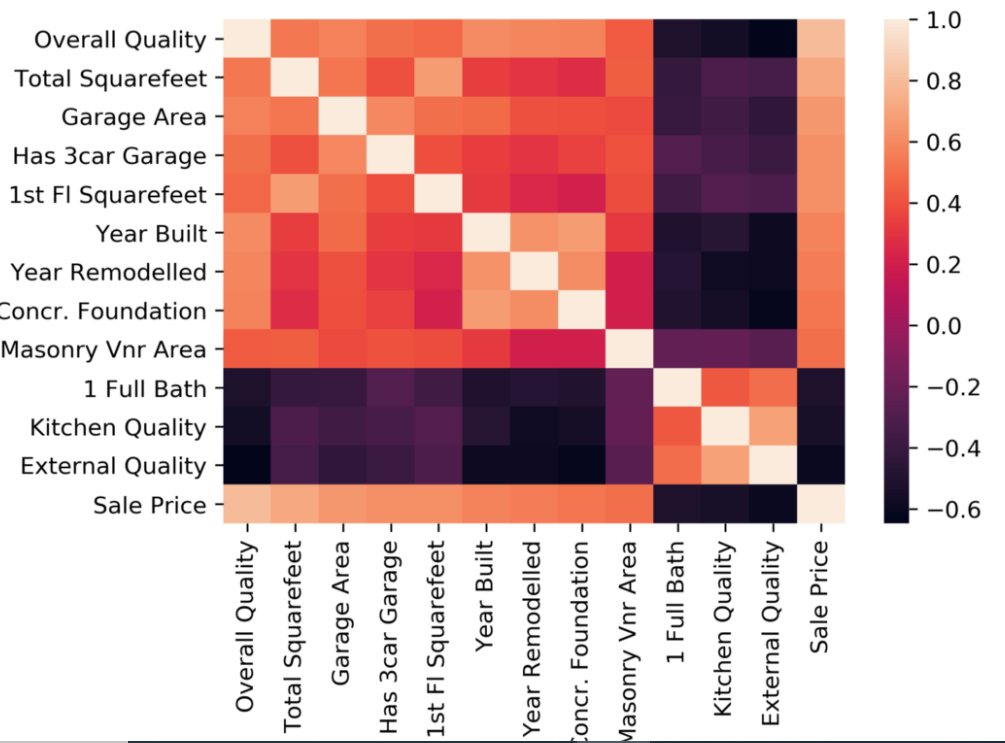 Overall Quality
Total Squarefeet
Garage Area
Has 3car Garage
1st Fl Squarefeet
Year Built
Year Remodelled
Concr. Foundation
Masonry Vnr Area
1 Full Bath
Kitchen Quality
External Quality
Sale Price
Overall Quality
Total Squarefeet
Garage Area
Has 3car Garage
1st Fl Squarefeet
Year Built
Year Remodelled
Concr. Foundation
Masonry Vnr Area
1 Full Bath
Kitchen Quality
External Quality
Sale Price
1.0
0.8
0.6
0.4
0.2
0.0
−0.2
−0.4
−0.6